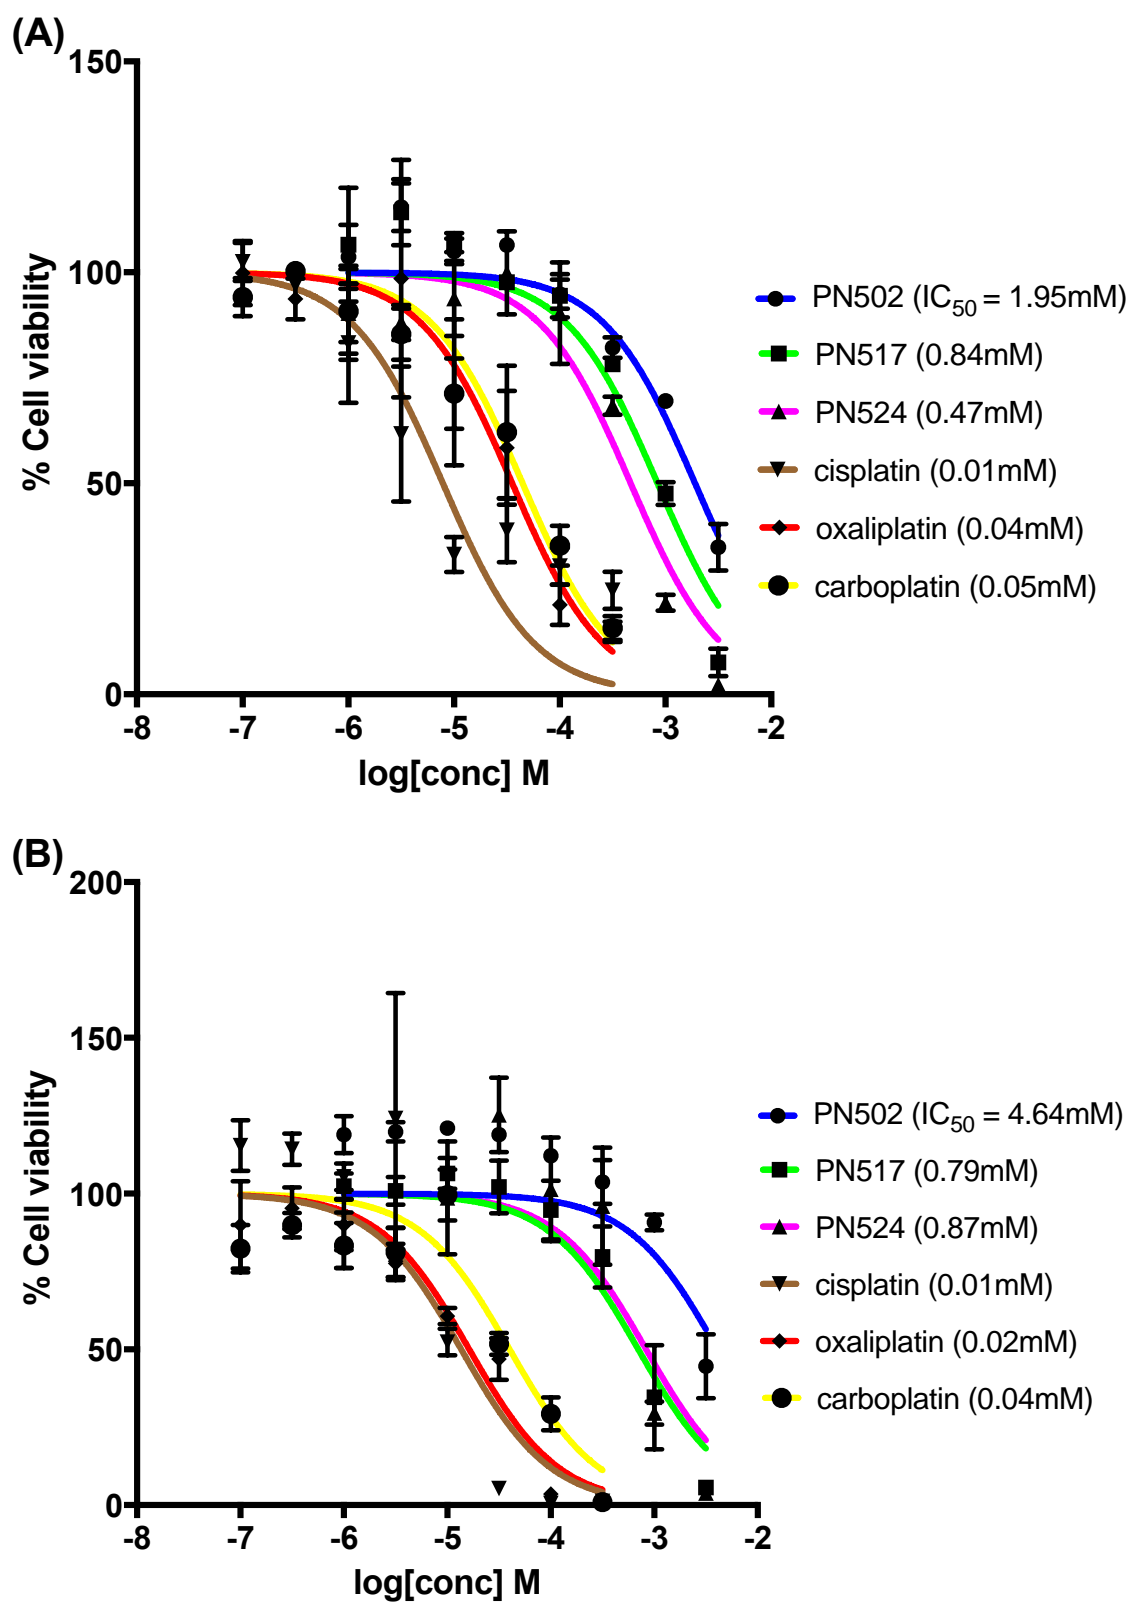 (A)
150
100
50
0
% Cell viability
-8 -7 -6 -5 -4 -3 -2
log[conc] M
PN502 (IC50 = 1.95mM)
PN517 (0.84mM)
PN524 (0.47mM)
cisplatin (0.01mM)
oxaliplatin (0.04mM)
carboplatin (0.05mM)
(B)
200
150
100
50
0
% Cell viability
-8 -7 -6 -5 -4 -3 -2
log[conc] M
PN502 (IC50 = 4.64mM)
PN517 (0.79mM)
PN524 (0.87mM)
cisplatin (0.01mM)
oxaliplatin (0.02mM)
carboplatin (0.04mM)